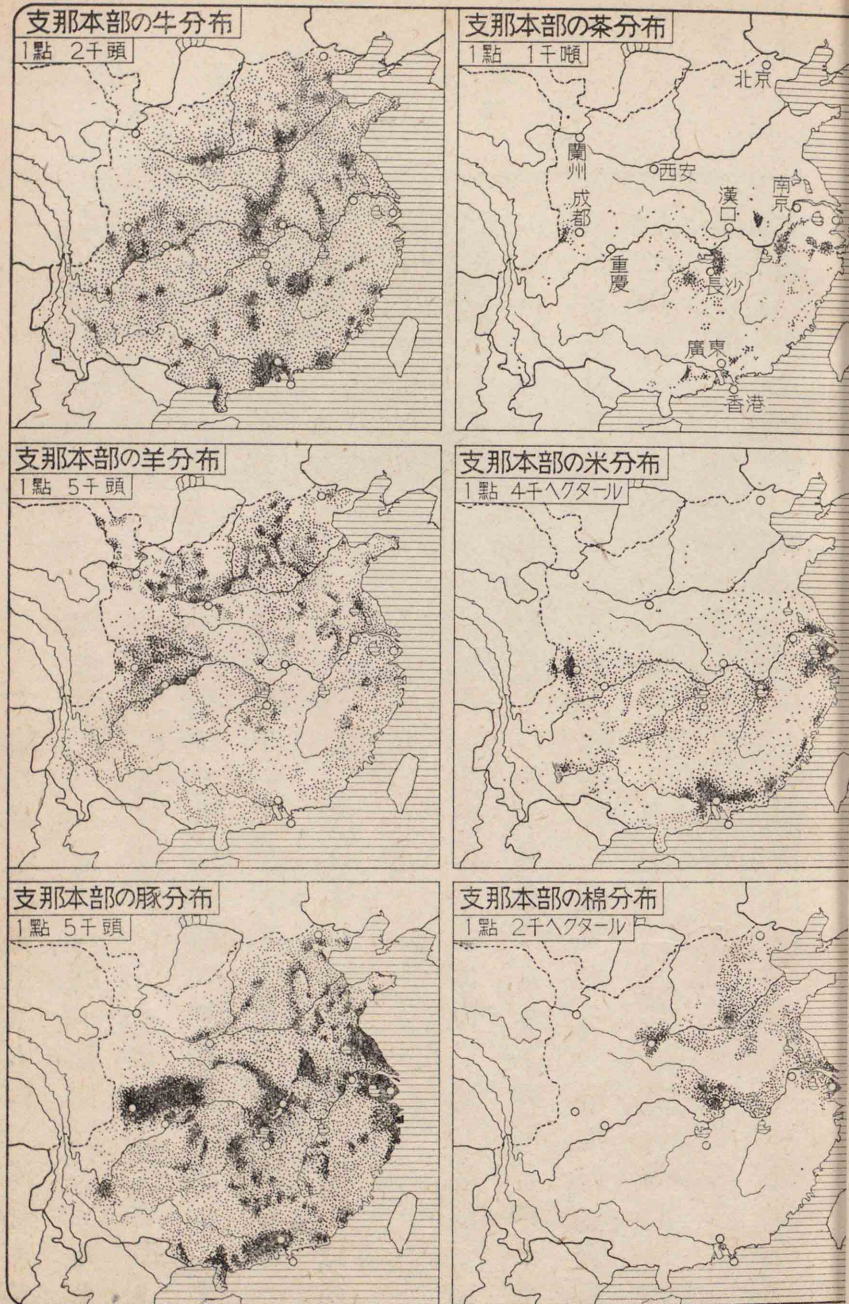 支那本部の牛分布
1點 2千頭
支那本部の茶分布
1點 1千噸
北京
蘭州
西安
成都
漢口
南京
重慶
長沙
廣東
香港
支那本部の羊分布
1點 5千頭
支那本部の米分布
1點 4千ヘクタール
支那本部の豚分布
1點 5千頭
支那本部の棉分布
1點 2千ヘクタール